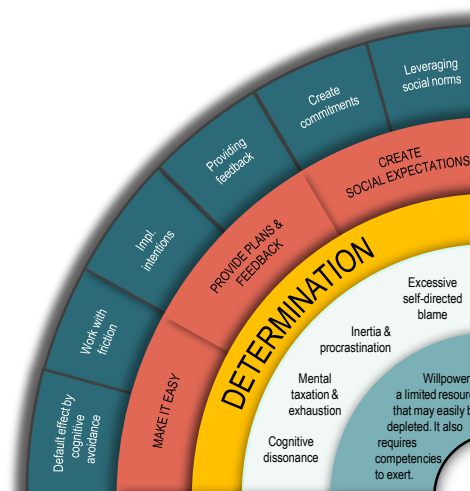 Leveraging
social norms
Create
commitments
Providing
feedback
Impl.
intentions
Work with
friction
Default effect by
cognitive
avoidance
CREATE
SOCIAL EXPECTATIONS
PROVIDE PLANS &
FEEDBACK
MAKE IT EASY
DETERMINATION
Excessive
self-directed
blame
Inertia &
procrastination
Mental
taxation &
exhaustion
Cognitive
dissonance
Willpower
a limited resour
that may easily b
depleted. It also
requires
competencies
to exert.